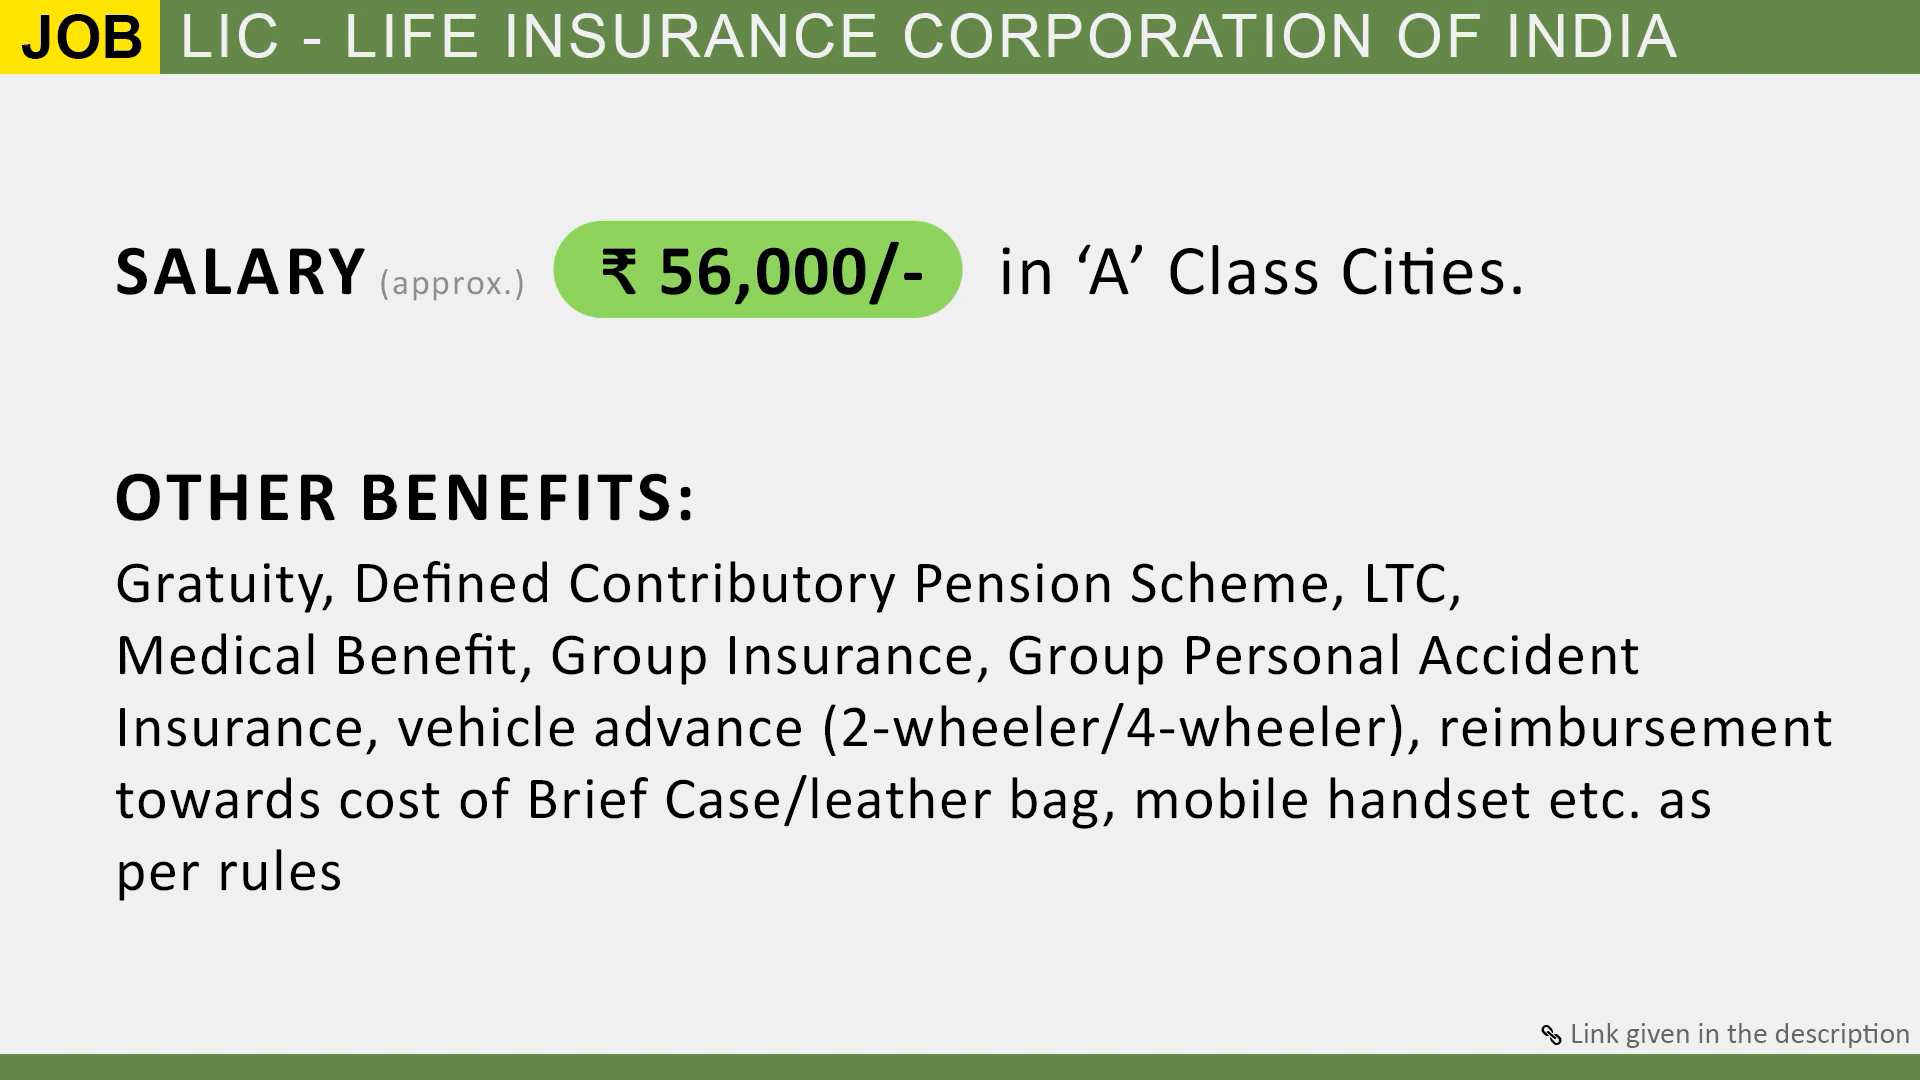 JOB LIC - LIFE INSURANCE CORPORATION OF INDIA
SALARY (approx.) ₹ 56,000/- in ‘A’ Class Cities.
OTHER BENEFITS:
Gratuity, Defined Contributory Pension Scheme, LTC,
Medical Benefit, Group Insurance, Group Personal Accident
Insurance, vehicle advance (2-wheeler/4-wheeler), reimbursement
towards cost of Brief Case/leather bag, mobile handset etc. as
per rules
Link given in the description